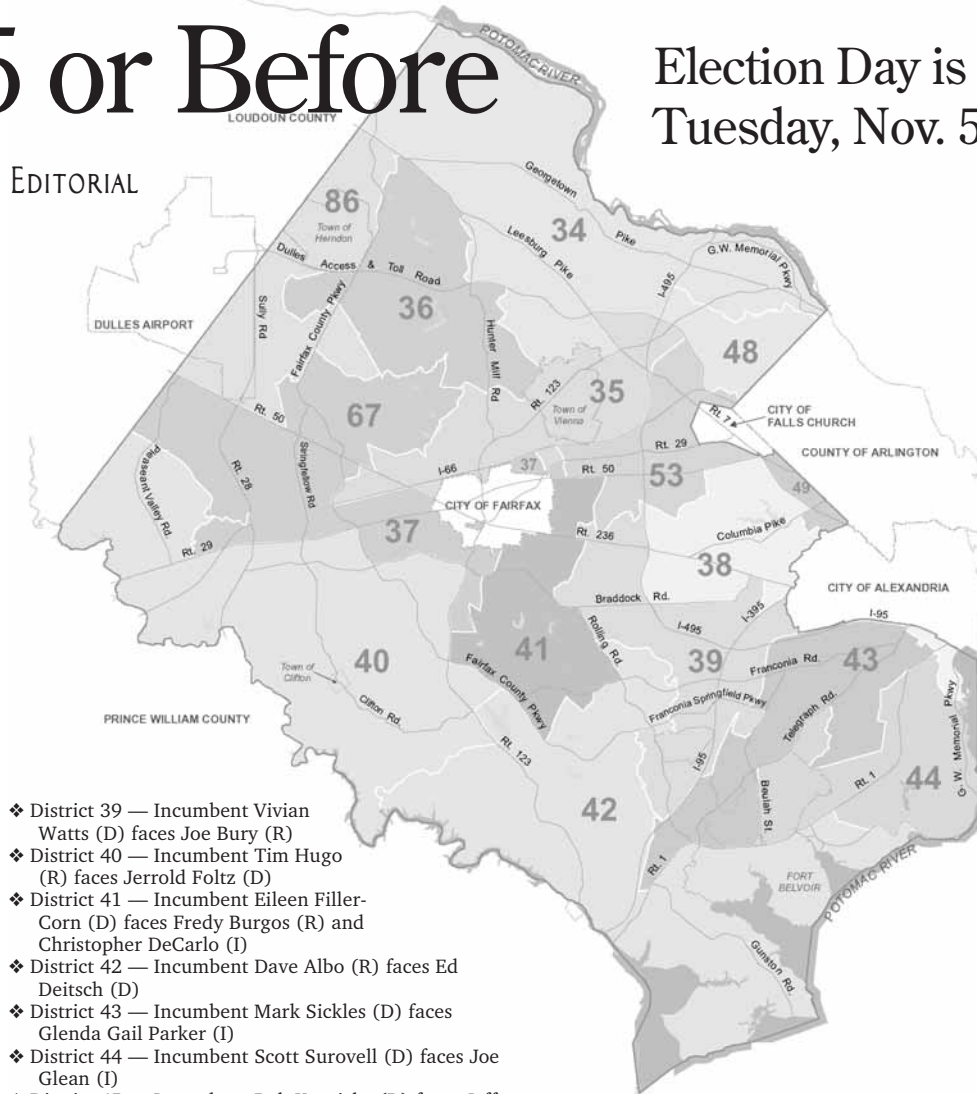 5 or Before
Election Day is
Tuesday, Nov. 5
EDITORIAL
POTOMAC RIVER
LOUDOUN COUNTY
86
Town of
Herndon
Georgetown
Pike
34
Leesburg Pike
G.W. Memorial Pkwy
I-495
Dulles Access & Toll Road
36
DULLES AIRPORT
Sully Rd
Fairfax County Pkwy
Hunter Mill Rd
48
Rt. 123
35
Town of
Vienna
67
Rt. 50
Rt. 7
CITY OF
FALLS CHURCH
Rt. 29
COUNTY OF ARLINGTON
Pleaseant Valley Rd.
Rt. 28
Stringfellow Rd
I-66
37
Rt. 50
53
49
CITY OF FAIRFAX
37
Rt. 236
Columbia Pike
38
Rt. 29
CITY OF ALEXANDRIA
Braddock Rd.
I-395
I-95
I-495
Rolling Rd.
40
Town of
Clifton
41
39
Franconia Rd.
43
Fairfax County Pkwy
Franconia Springfield Pkwy
Clifton Rd.
Telegraph Rd.
G. W. Memorial Pkwy
PRINCE WILLIAM COUNTY
Rt. 123
I-95
Rt. 1
44
42
Beulah St.
Rt. 1
FORT
BELVOIR
POTOMAC RIVER
Gunston Rd.
❖ District 39 — Incumbent Vivian
Watts (D) faces Joe Bury (R)
❖ District 40 — Incumbent Tim Hugo
(R) faces Jerrold Foltz (D)
❖ District 41 — Incumbent Eileen Filler-
Corn (D) faces Fredy Burgos (R) and
Christopher DeCarlo (I)
❖ District 42 — Incumbent Dave Albo (R) faces Ed
Deitsch (D)
❖ District 43 — Incumbent Mark Sickles (D) faces
Glenda Gail Parker (I)
❖ District 44 — Incumbent Scott Surovell (D) faces Joe
Glean (I)